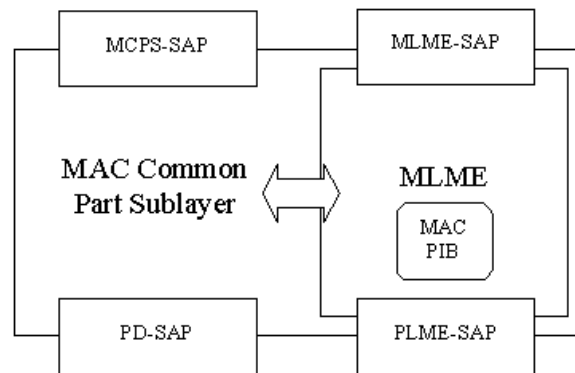 MCPS-SAP
MLME-SAP
MAC Common
Part Sublayer
MLME
MAC
PIB
PD-SAP
PLME-SAP